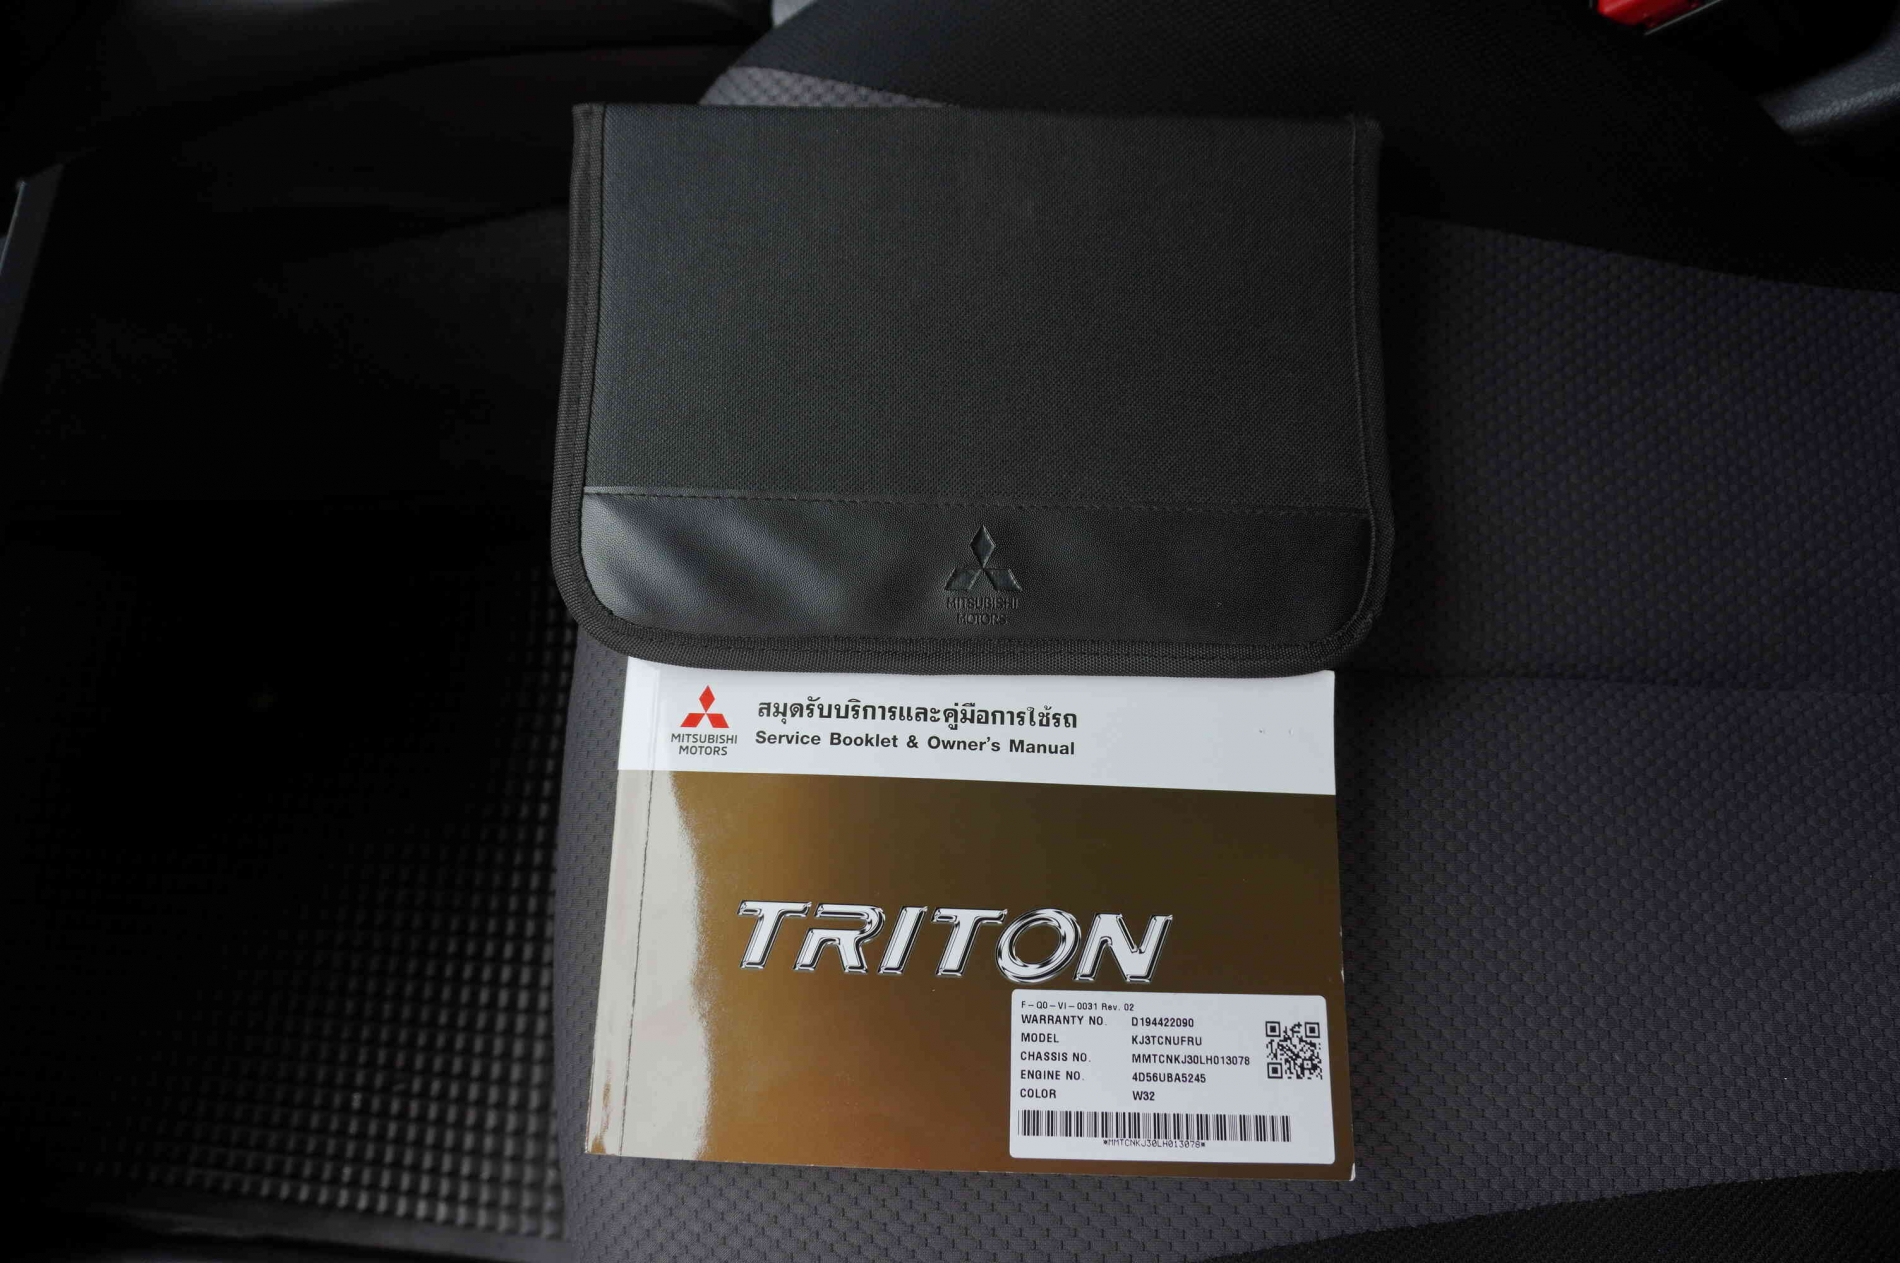 MITSUBISHI
MOTORS
MITSUBISHI
MOTORS
สมุดรับบริการและคู่มือการใช้รถ
Service Booklet & Owner's Manual
TRITON
F-QD-VI-0031 Rev. 02
WARRANTY NO. D194422090
MODEL KJ3TCNUFRU
CHASSIS NO. MMTCNKJ30LH013078
ENGINE NO. 4D56UBA5245
COLOR W32
*MMTCNKJ30LH013078*